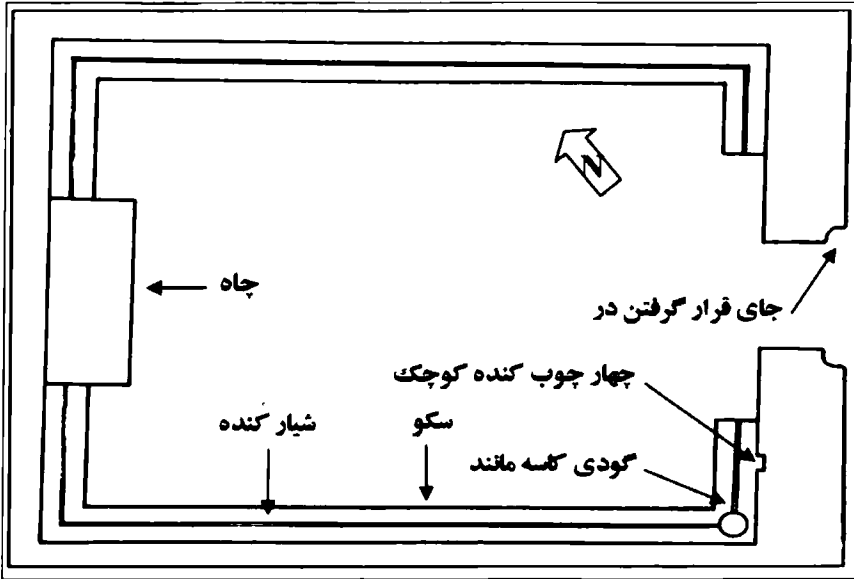 N
چاه
جای قرار گرفتن در
چهار چوب کنده کوچک
سکو
شیار کنده
گودی کاسه مانند